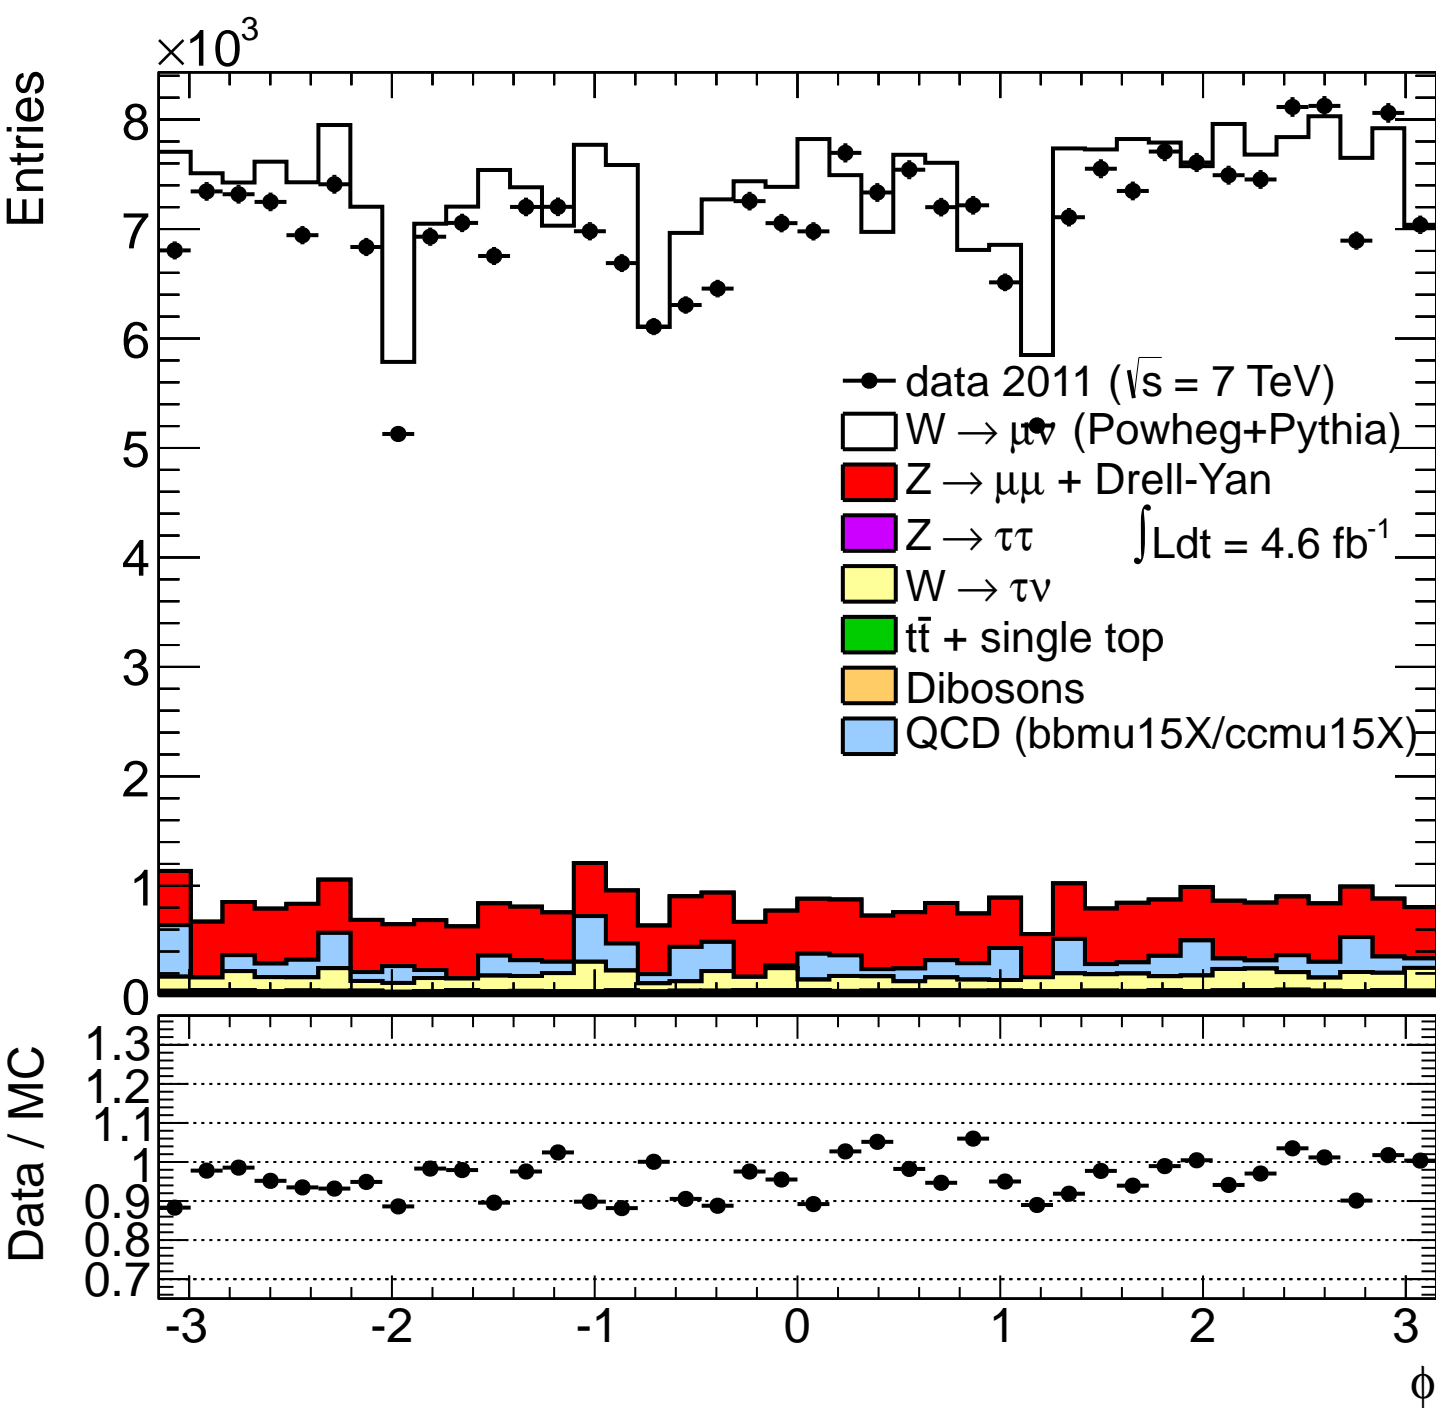 ×10³
Entries
8
7
6
5
4
3
2
1
0
data 2011 (√s = 7 TeV)
W → μν (Powheg+Pythia)
Z → μμ + Drell-Yan
Z → ττ
∫Ldt = 4.6 fb⁻¹
W → τν
tt̄ + single top
Dibosons
QCD (bbmu15X/ccmu15X)
Data / MC
1.3
1.2
1.1
1
0.9
0.8
0.7
-3 -2 -1 0 1 2 3
ϕ